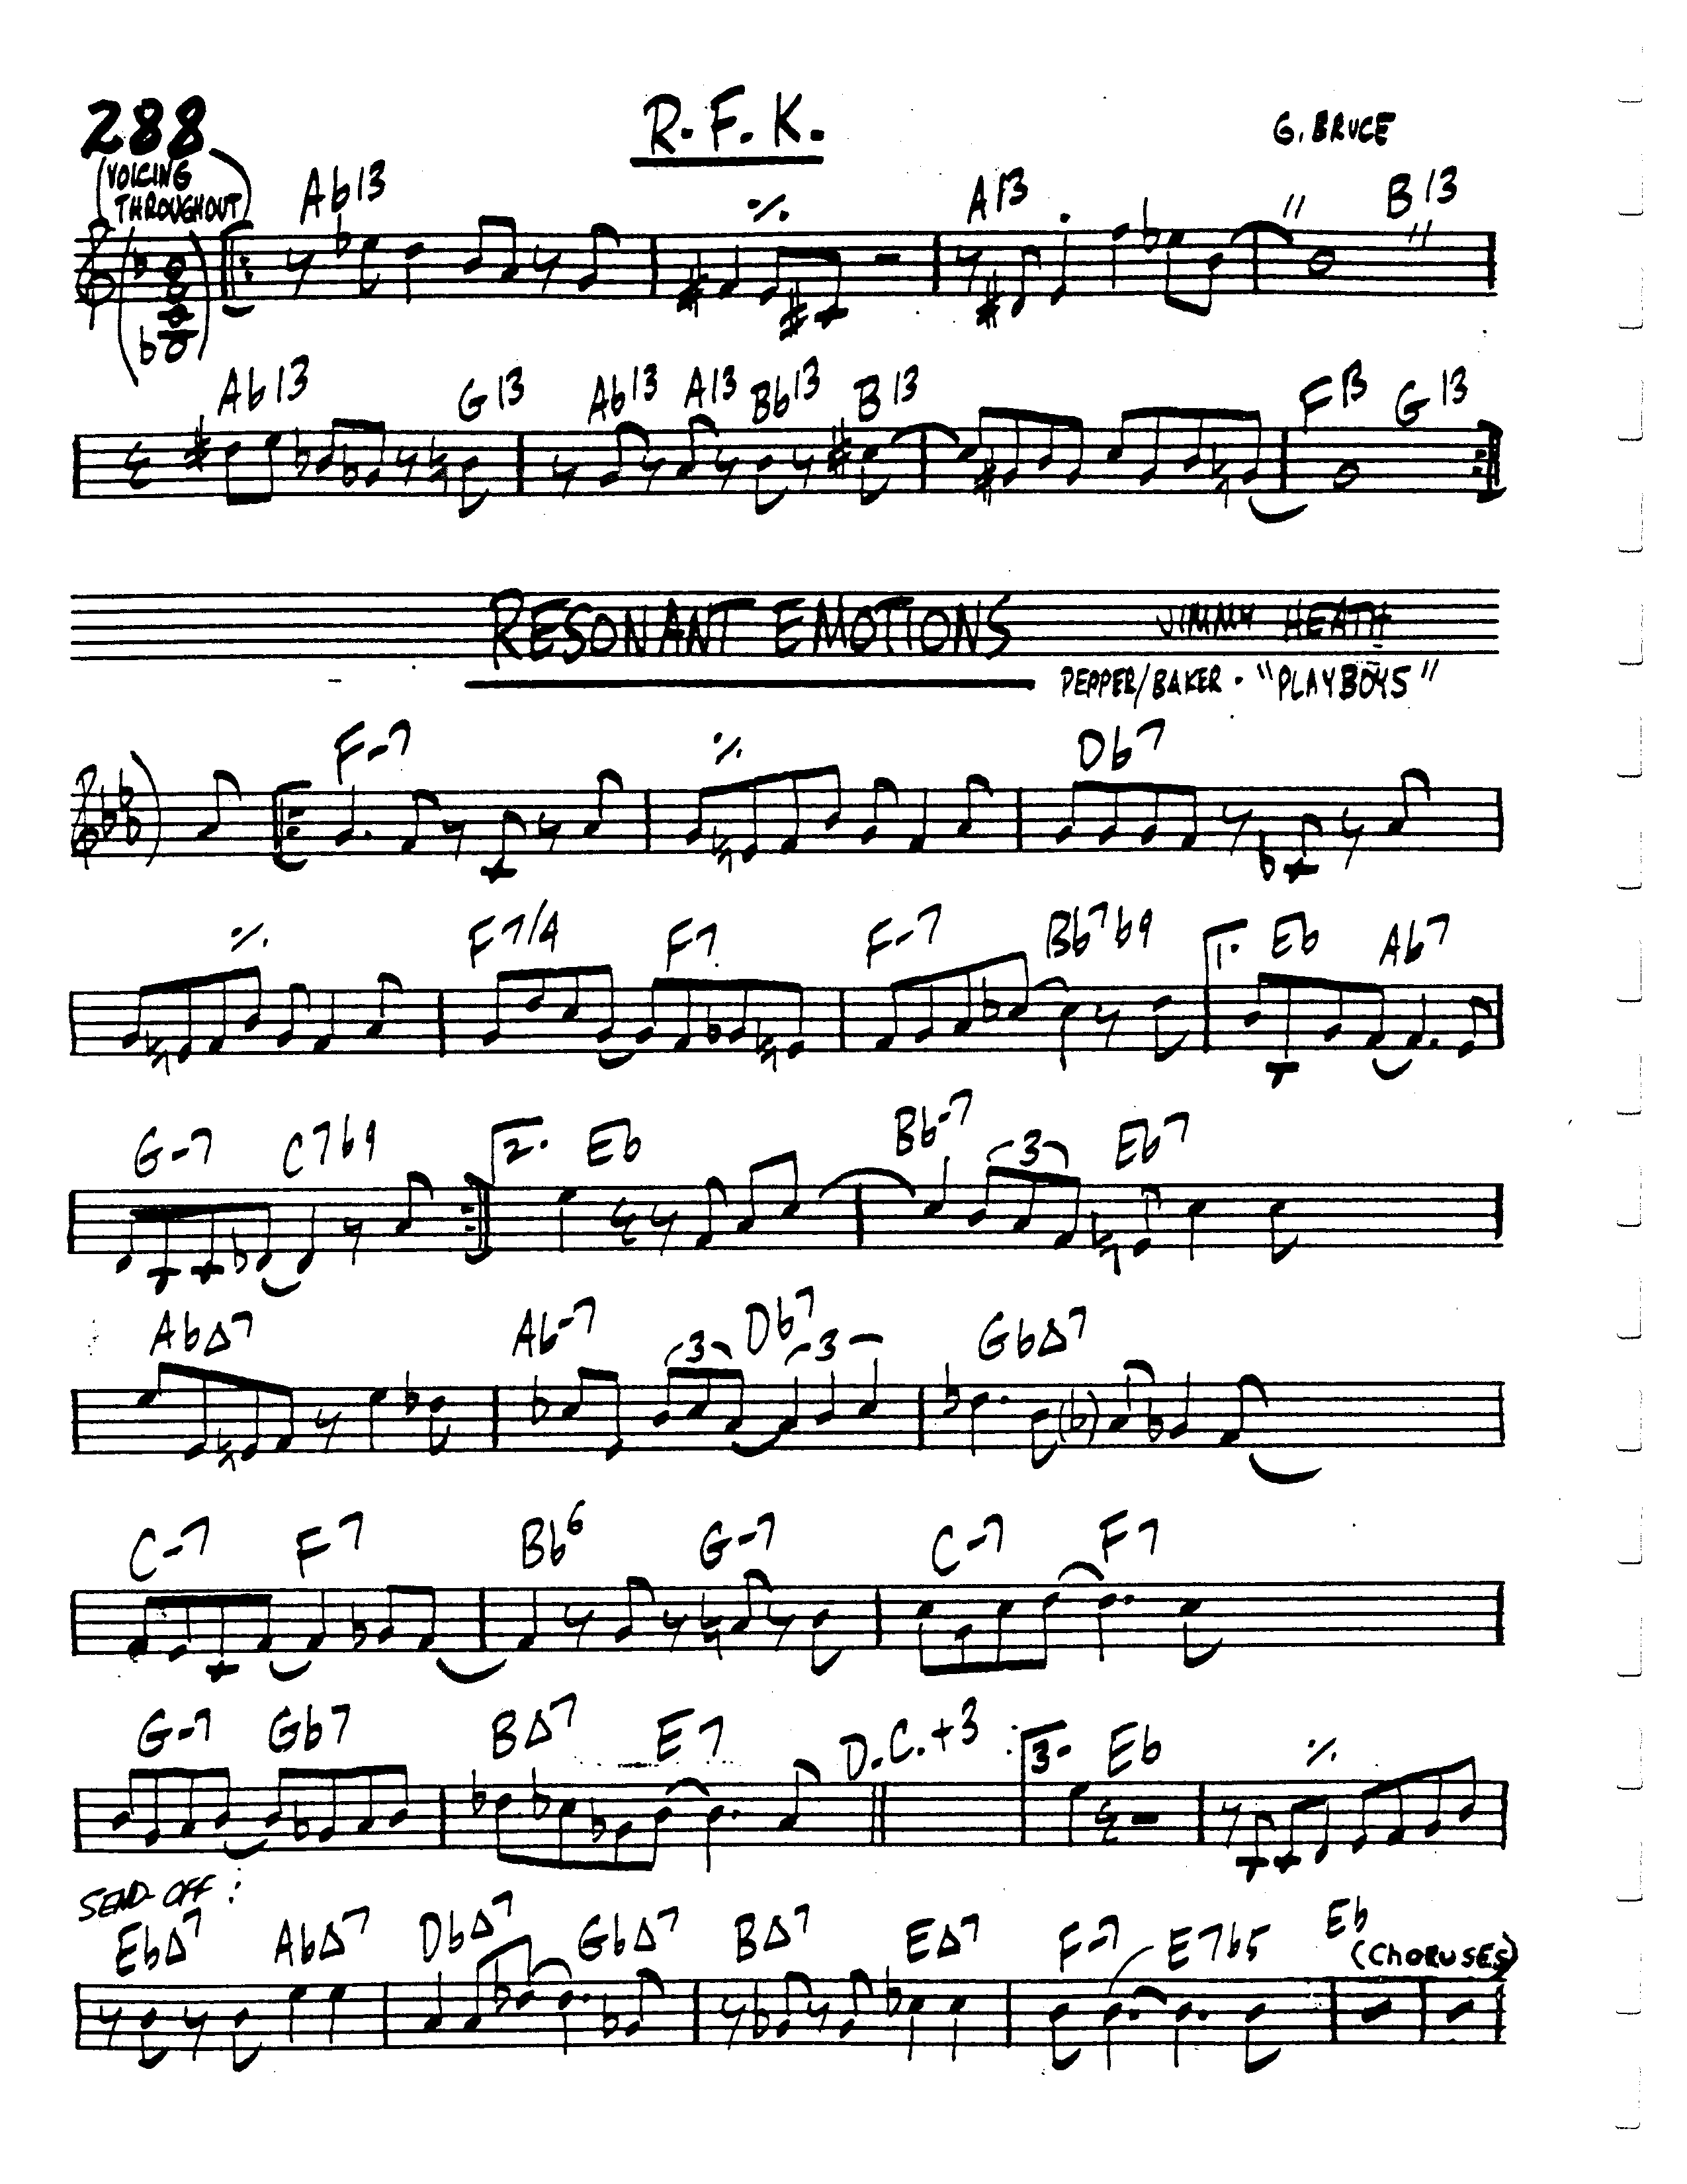 288
R.F.K.
G. BRUCE
(VOICING THROUGHOUT)
Ab13 ٪ A13 " B13 "
Ab13 G13 Ab13 A13 Bb13 B13 F13 G13
RESONANT EMOTIONS
JIMMY HEATH
PEPPER/BAKER - "PLAYBOYS"
F-7 ٪ Db7
٪ F7/4 F7 F-7 Bb7b9 1. Eb Ab7
G-7 C7b9 2. Eb Bb-7 3 Eb7
AbΔ7 Ab-7 3 Db7 3 GbΔ7
(b)
C-7 F7 Bb6 G-7 C-7 F7
G-7 Gb7 BΔ7 E7 D.C.+3 3. Eb ٪
SEND-OFF:
EbΔ7 AbΔ7 DbΔ7 GbΔ7 BΔ7 EΔ7 F-7 E7b5 Eb
(CHORUSES)